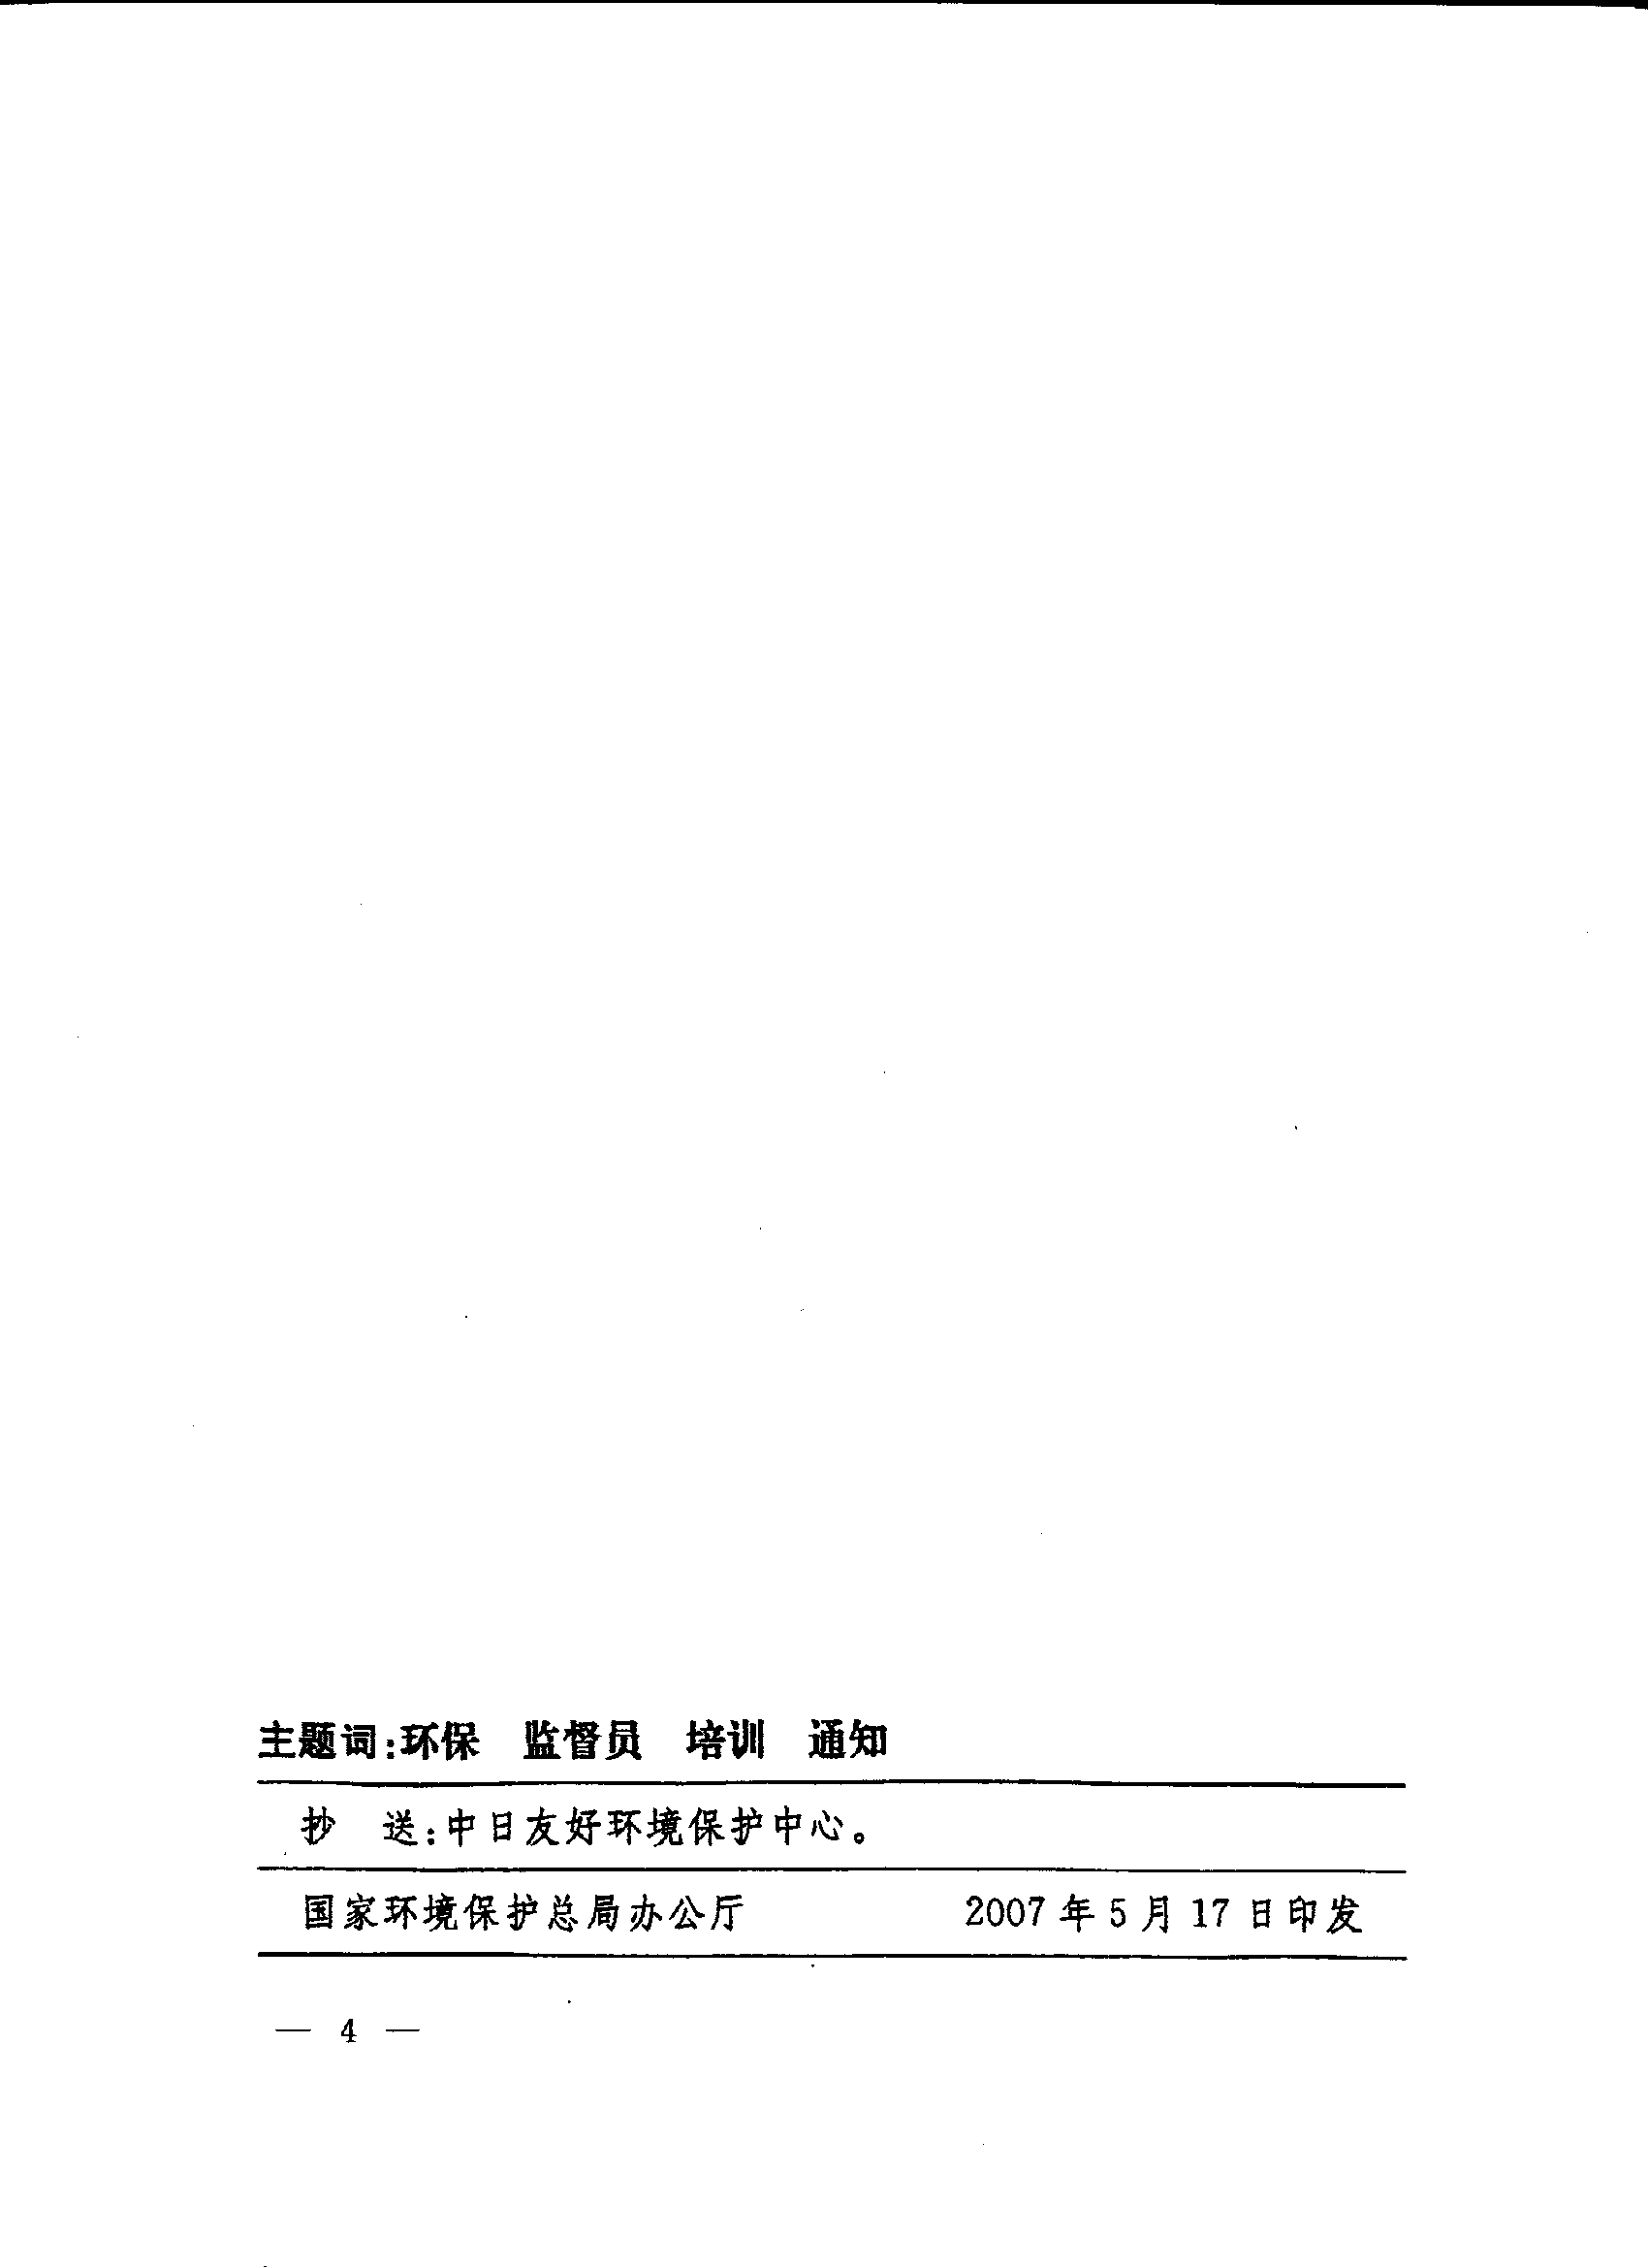 主题词:环保　监督员　培训　通知
抄　送:中日友好环境保护中心。
国家环境保护总局办公厅　2007年5月17日印发
— 4 —